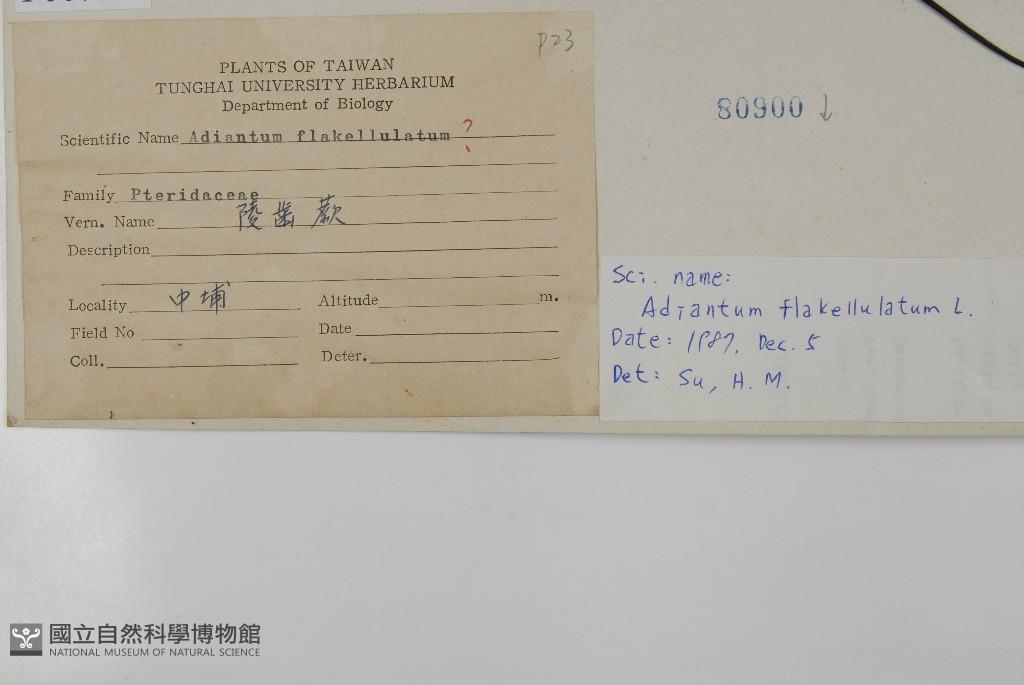 P23
PLANTS OF TAIWAN
TUNGHAI UNIVERSITY HERBARIUM
Department of Biology
Scientific Name Adiantum flakellulatum ?
Family Pteridaceae
Vern. Name 陵齒蕨
Description
Locality 中埔 Altitude m.
Field No Date
Coll. Deter.
80900 ↓
Sci. name:
Adiantum flakellulatum L.
Date: 1987. Dec. 5
Det: Su, H. M.
國立自然科學博物館
NATIONAL MUSEUM OF NATURAL SCIENCE